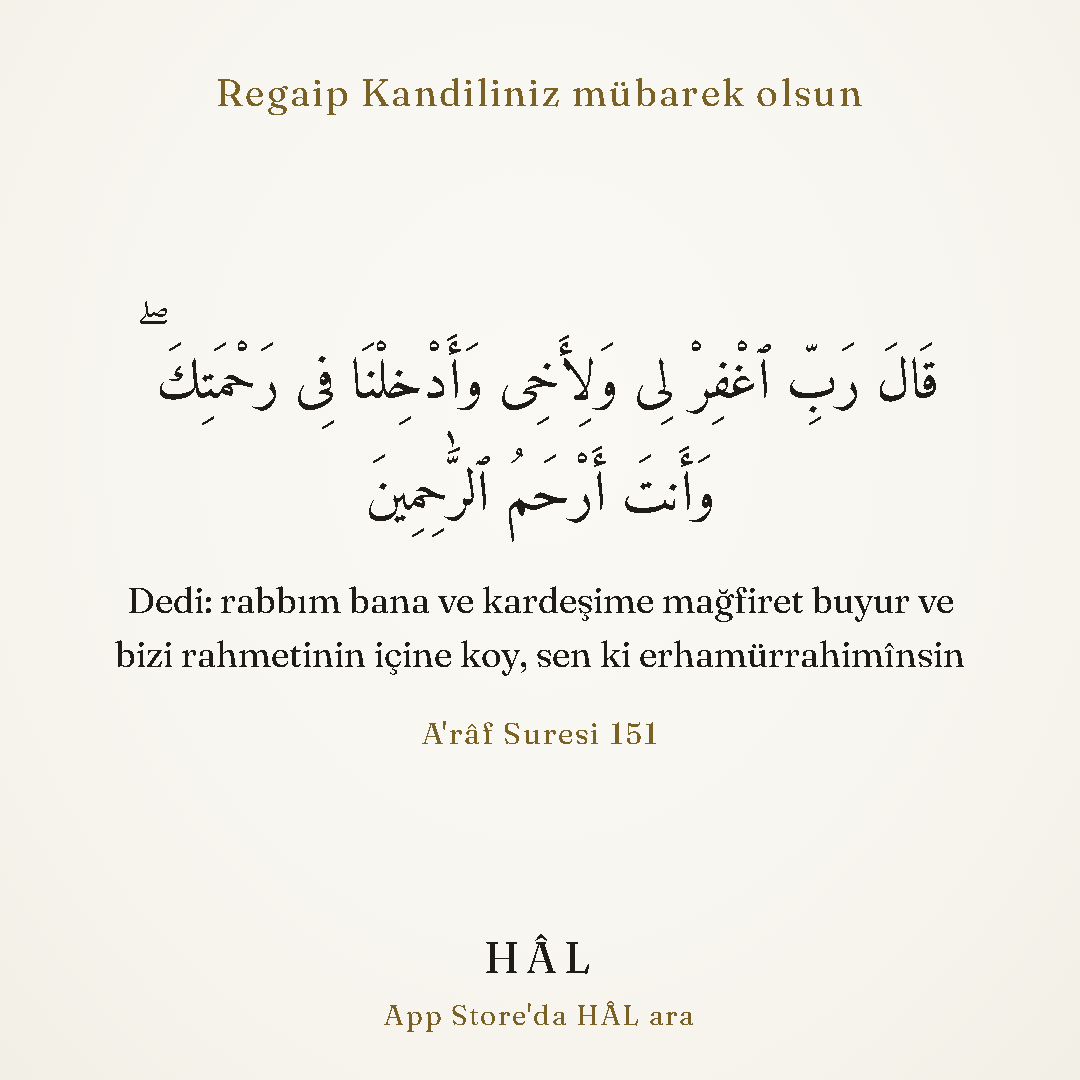 Regaip Kandiliniz mübarek olsun
قَالَ رَبِّ ٱغْفِرْ لِى وَلِأَخِى وَأَدْخِلْنَا فِى رَحْمَتِكَ ۖ
وَأَنتَ أَرْحَمُ ٱلرَّٰحِمِينَ
Dedi: rabbım bana ve kardeşime mağfiret buyur ve
bizi rahmetinin içine koy, sen ki erhamürrahimînsin
A'râf Suresi 151
HÂL
App Store'da HÂL ara